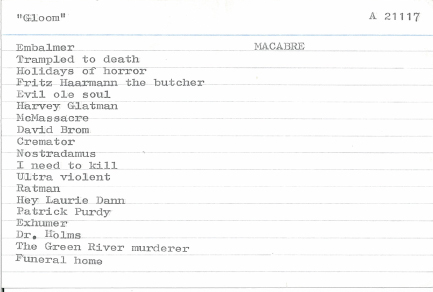 "Gloom" A 21117
Embalmer MACABRE
Trampled to death
Holidays of horror
Fritz Haarmann the butcher
Evil ole soul
Harvey Glatman
McMassacre
David Brom
Cremator
Nostradamus
I need to kill
Ultra violent
Ratman
Hey Laurie Dann
Patrick Purdy
Exhumer
Dr. Holms
The Green River murderer
Funeral home